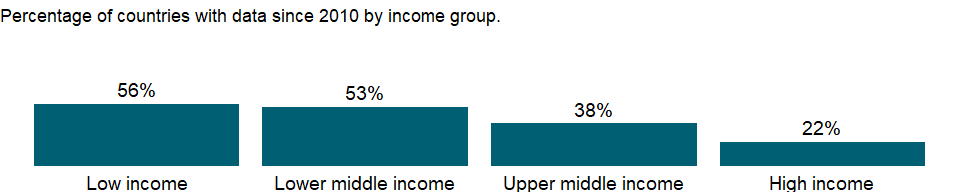 Percentage of countries with data since 2010 by income group.
56%
53%
38%
22%
Low income
Lower middle income
Upper middle income
High income